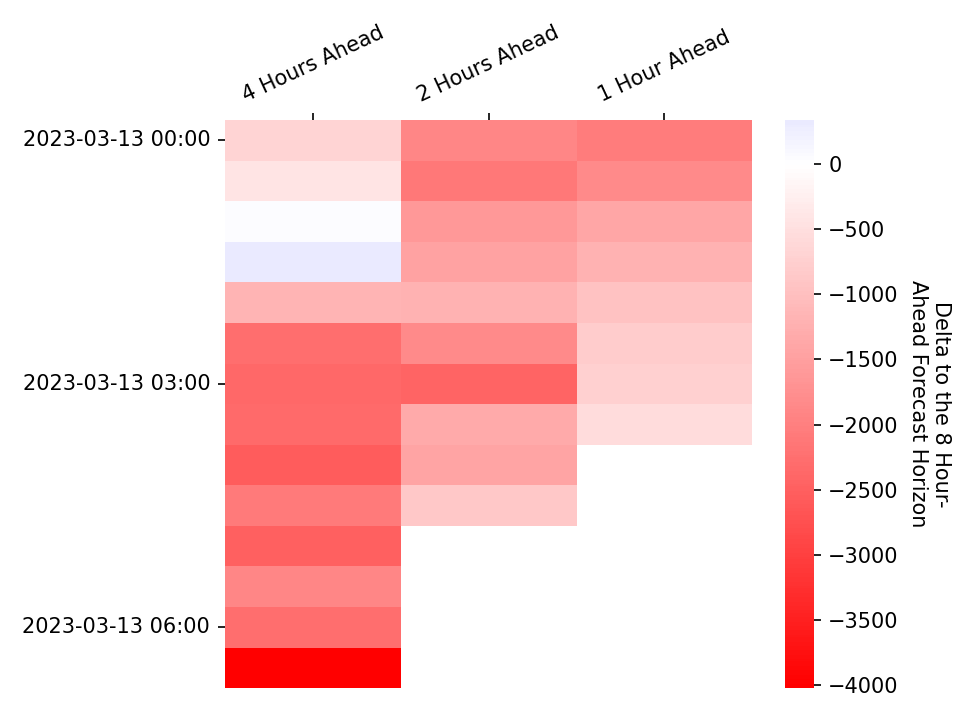 4 Hours Ahead
2 Hours Ahead
1 Hour Ahead
2023-03-13 00:00
2023-03-13 03:00
2023-03-13 06:00
0
−500
−1000
−1500
−2000
−2500
−3000
−3500
−4000
Delta to the 8 Hour-
Ahead Forecast Horizon